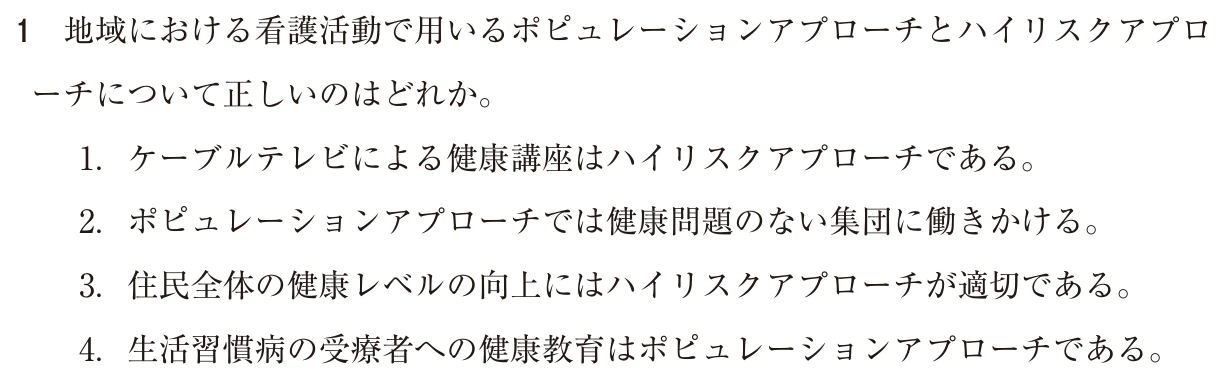 1 地域における看護活動で用いるポピュレーションアプローチとハイリスクアプロ
ーチについて正しいのはどれか。
1. ケーブルテレビによる健康講座はハイリスクアプローチである。
2. ポピュレーションアプローチでは健康問題のない集団に働きかける。
3. 住民全体の健康レベルの向上にはハイリスクアプローチが適切である。
4. 生活習慣病の受療者への健康教育はポピュレーションアプローチである。